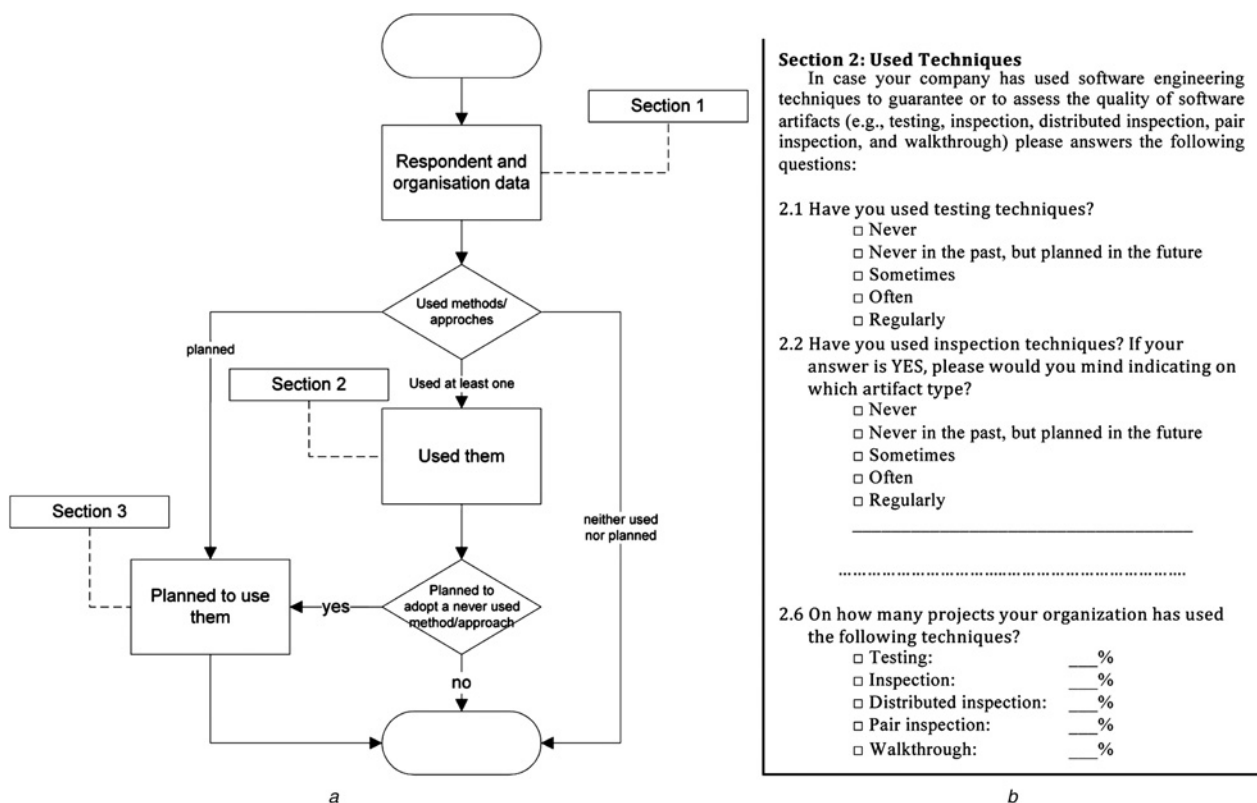 Section 1
Respondent and
organisation data
Used methods/
approches
planned
Used at least one
Section 2
Used them
neither used
nor planned
Section 3
Planned to use
them
yes
Planned to
adopt a never used
method/approach
no
a
Section 2: Used Techniques
In case your company has used software engineering
techniques to guarantee or to assess the quality of software
artifacts (e.g., testing, inspection, distributed inspection, pair
inspection, and walkthrough) please answers the following
questions:
2.1 Have you used testing techniques?
□ Never
□ Never in the past, but planned in the future
□ Sometimes
□ Often
□ Regularly
2.2 Have you used inspection techniques? If your
answer is YES, please would you mind indicating on
which artifact type?
□ Never
□ Never in the past, but planned in the future
□ Sometimes
□ Often
□ Regularly
2.6 On how many projects your organization has used
the following techniques?
□ Testing: ___%
□ Inspection: ___%
□ Distributed inspection: ___%
□ Pair inspection: ___%
□ Walkthrough: ___%
b